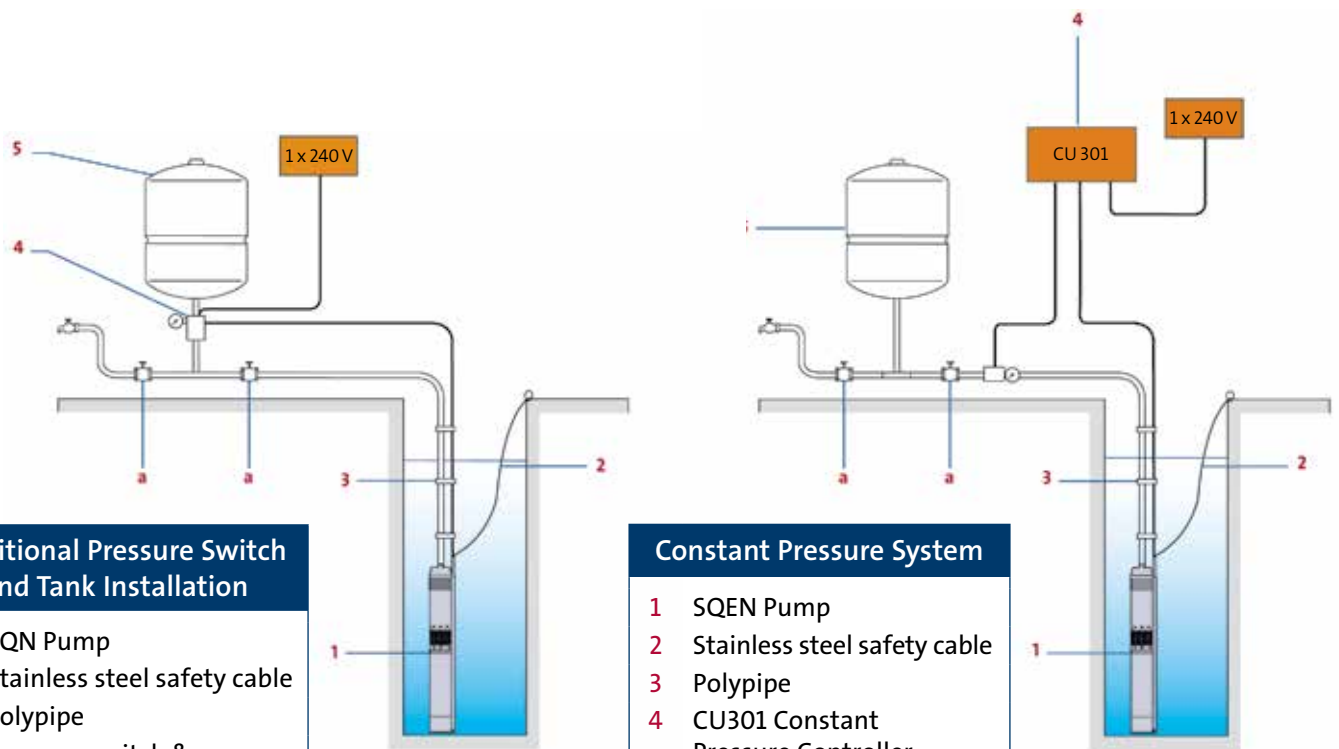 5
1 x 240 V
4
a
a
3
2
1
itional Pressure Switch
nd Tank Installation
QN Pump
tainless steel safety cable
olypipe
4
CU 301
1 x 240 V
a
a
3
2
1
Constant Pressure System
1 SQEN Pump
2 Stainless steel safety cable
3 Polypipe
4 CU301 Constant
Pressure Controller